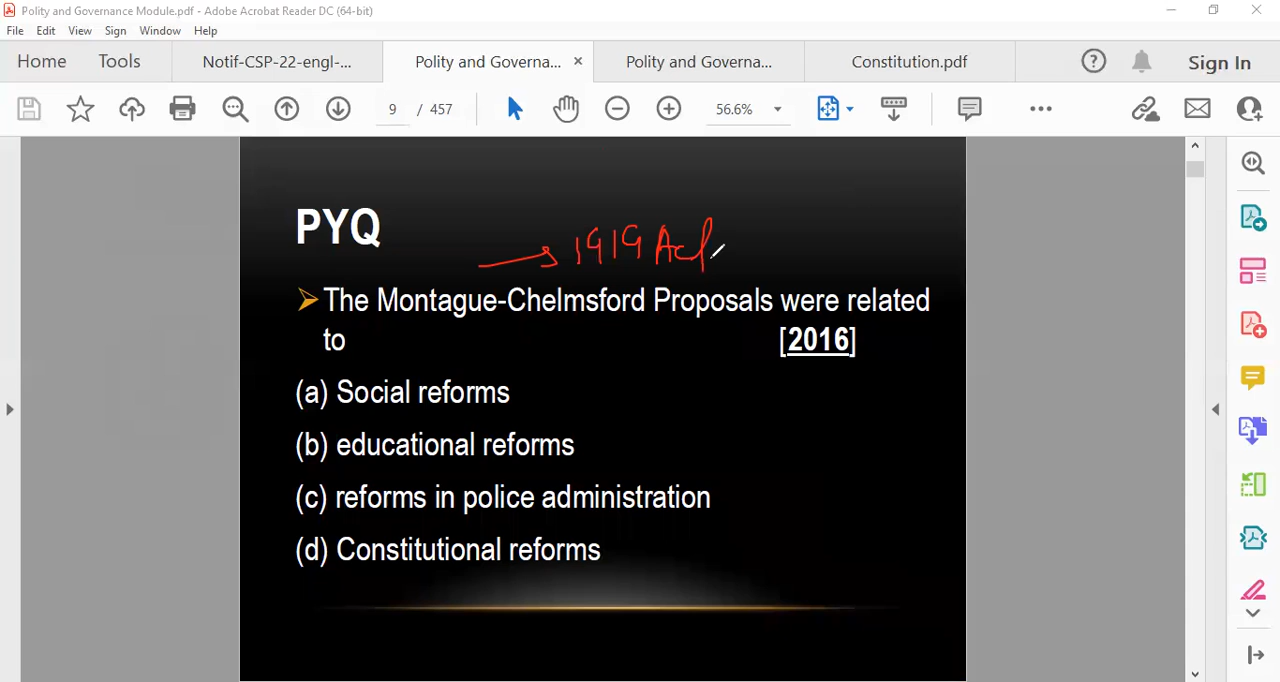 Polity and Governance Module.pdf - Adobe Acrobat Reader DC (64-bit)
File Edit View Sign Window Help
Home Tools Notif-CSP-22-engl-... Polity and Governa... × Polity and Governa... Constitution.pdf ? Sign In
9 / 457 56.6%
PYQ
→ 1919 Act
The Montague-Chelmsford Proposals were related
to [2016]
(a) Social reforms
(b) educational reforms
(c) reforms in police administration
(d) Constitutional reforms